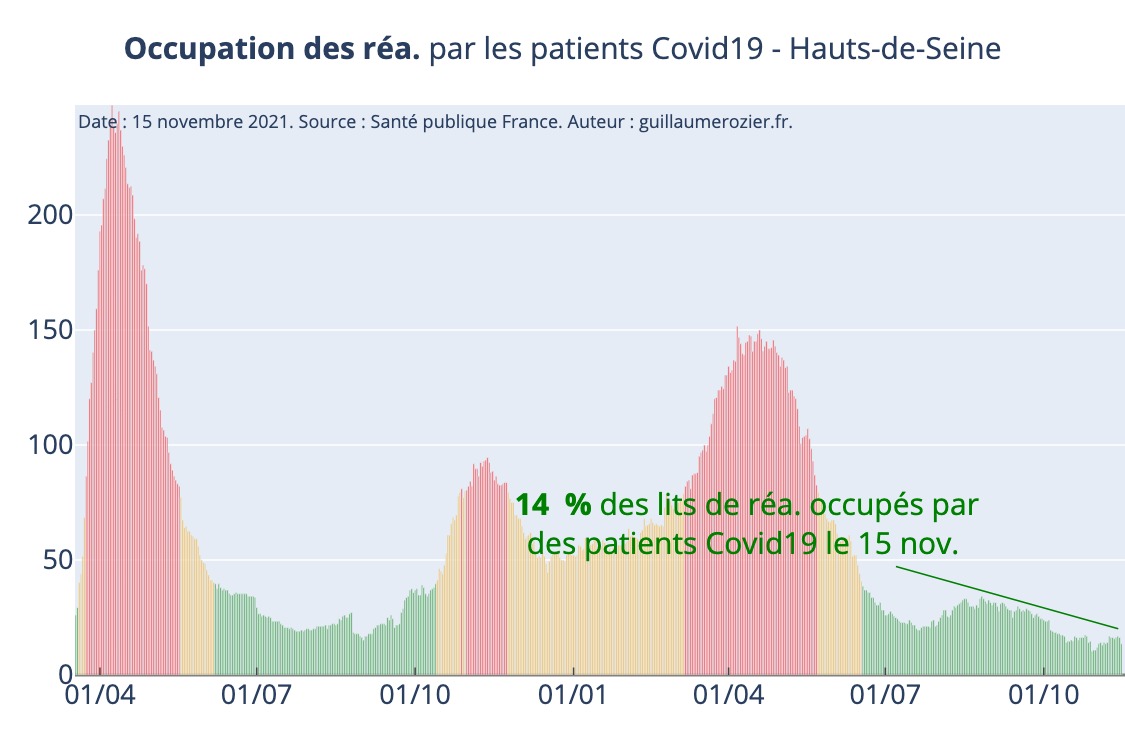 Occupation des réa. par les patients Covid19 - Hauts-de-Seine
Date : 15 novembre 2021. Source : Santé publique France. Auteur : guillaumerozier.fr.
200
150
100
14 % des lits de réa. occupés par
des patients Covid19 le 15 nov.
50
0
01/04 01/07 01/10 01/01 01/04 01/07 01/10